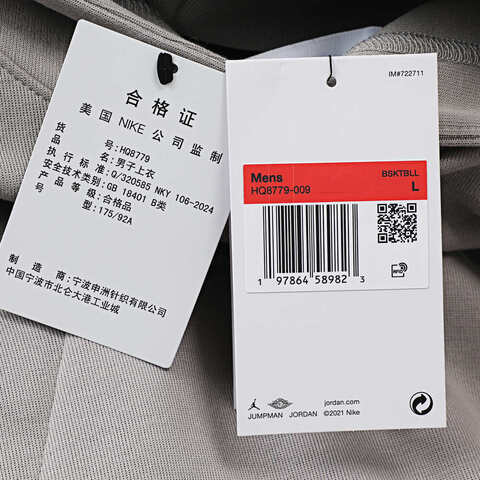 合格证
美国 NIKE 公司监制
货 号:HQ8779
品 名:男子上衣
执行标准:Q/320585 NKY 108-2024
安全技术类别:GB 18401 B类
产品等级:合格品
型:175/92A
制造商:宁波申洲针织有限公司
中国宁波市北仑大港工业城
IM#722711
Mens BSKTBLL
HQ8779-009 L
1 97864 58982 3
RFID
jordan.com
JUMPMAN JORDAN ©2021 Nike